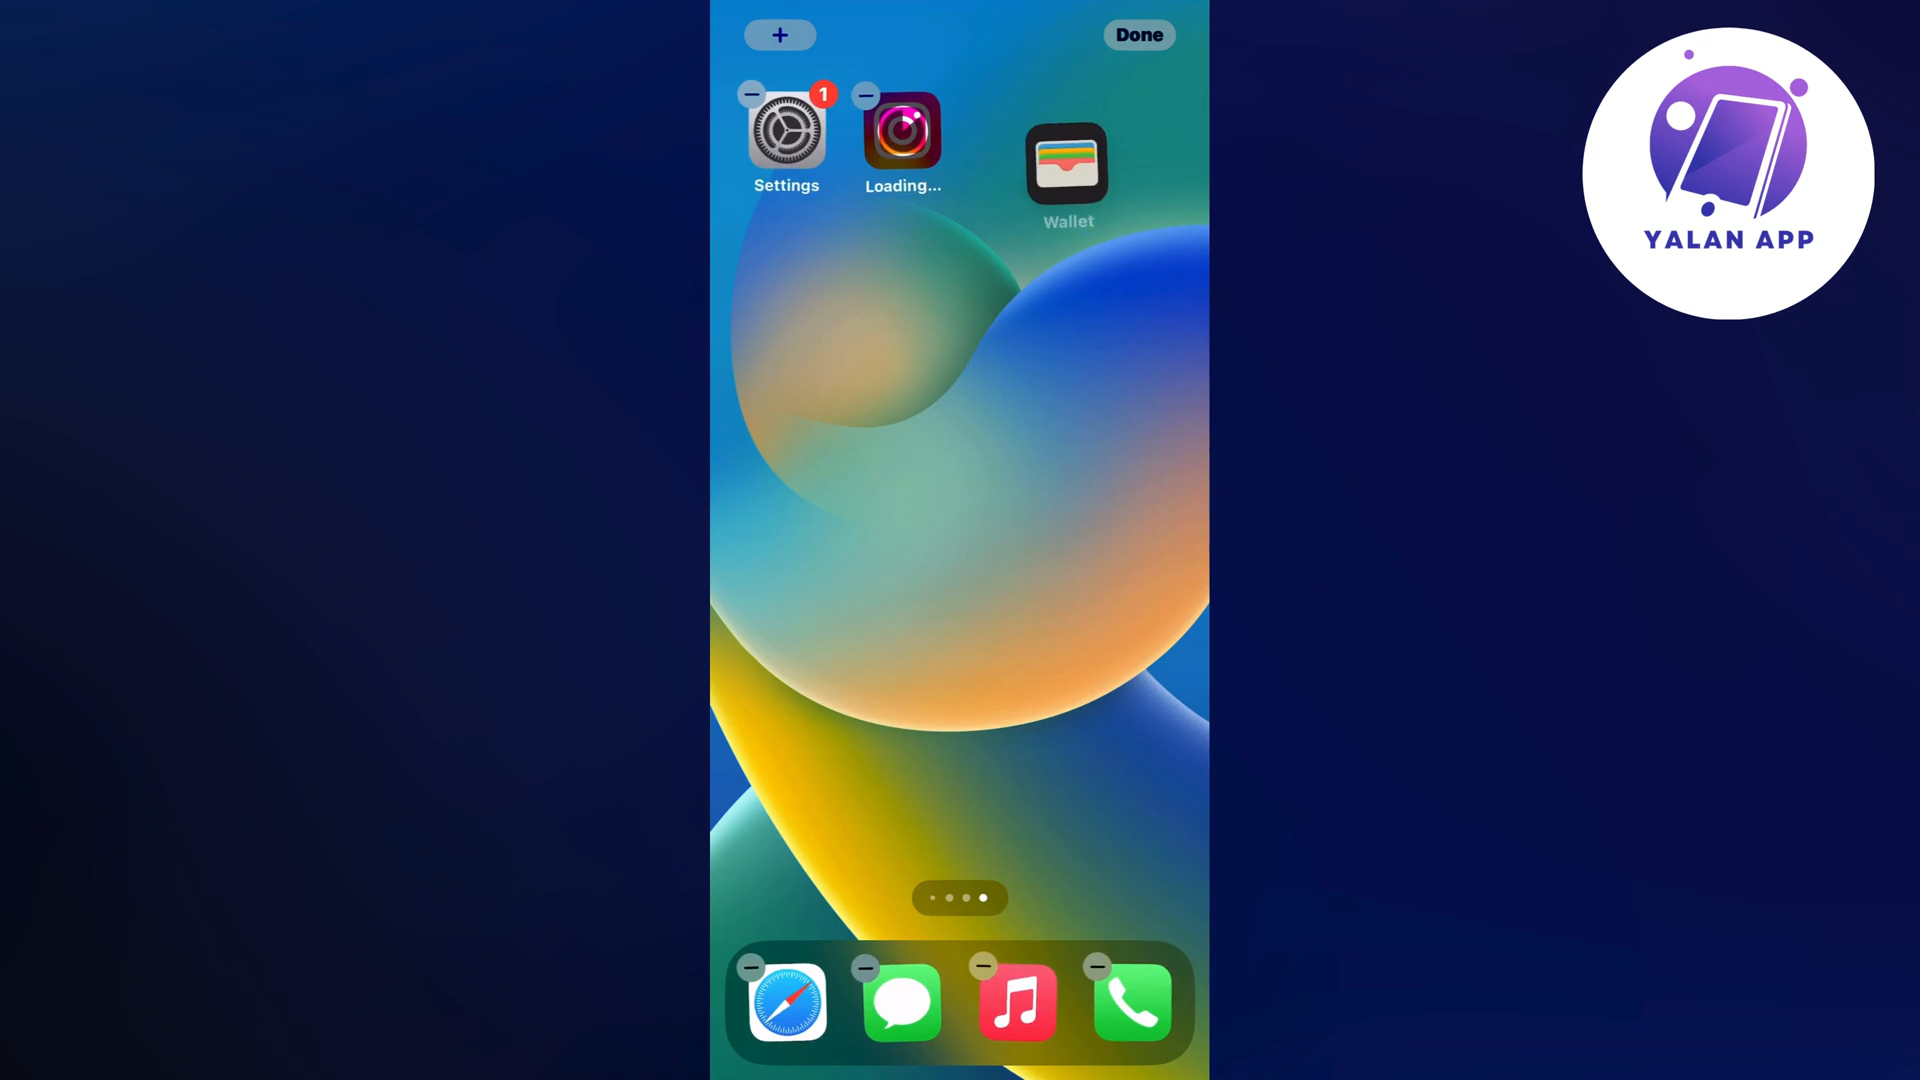 +
Done
1
Settings
Loading...
Wallet
YALAN APP